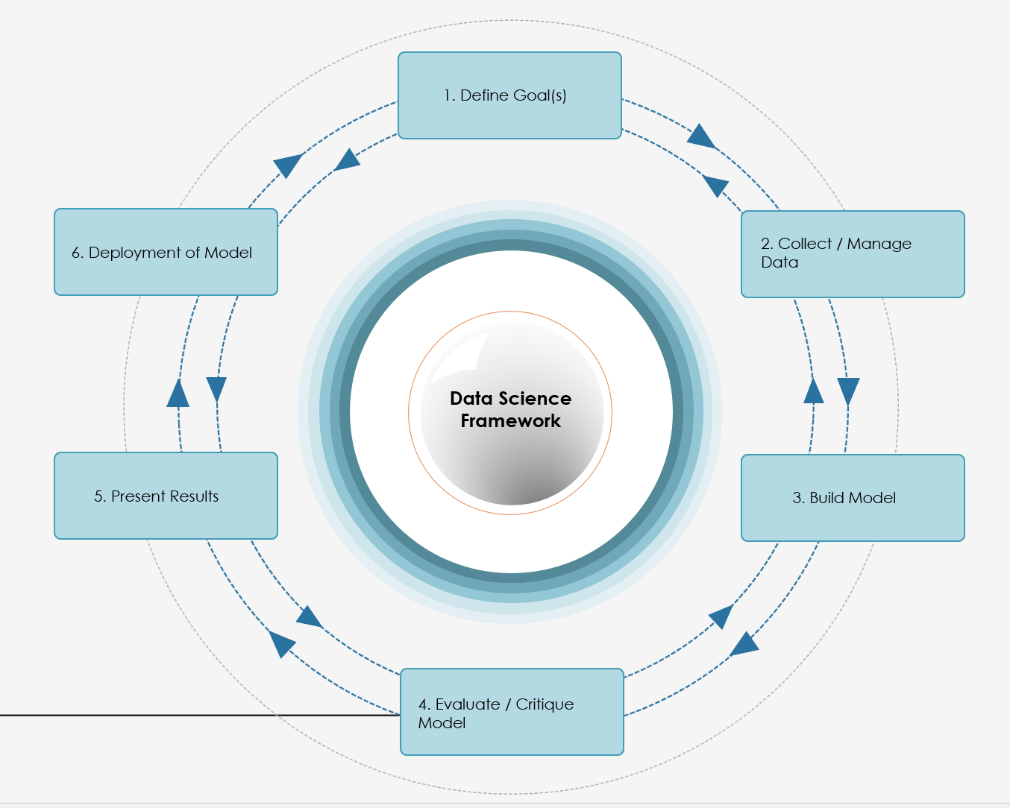 1. Define Goal(s)
2. Collect / Manage
Data
3. Build Model
4. Evaluate / Critique
Model
5. Present Results
6. Deployment of Model
Data Science
Framework